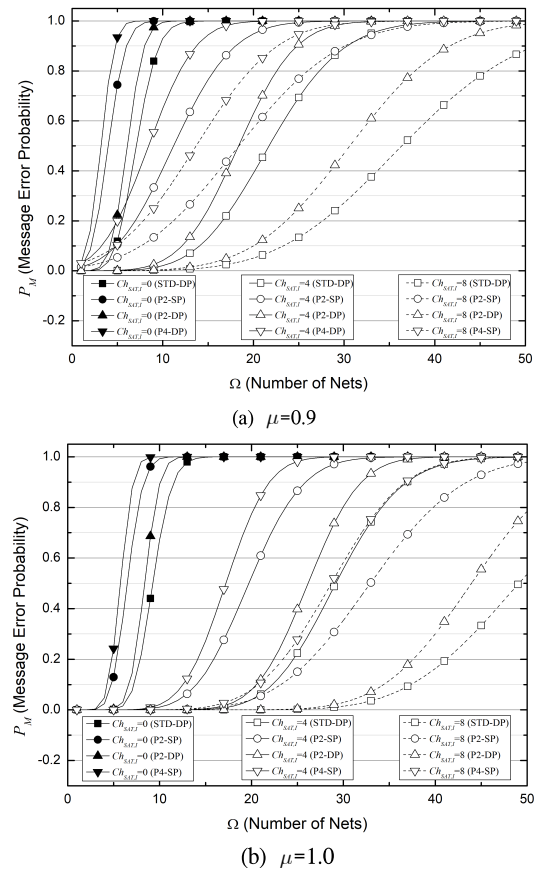 1.0
0.8
0.6
0.4
0.2
0.0
-0.2
P_M (Message Error Probability)
Ch_SAT,I=0 (STD-DP)
Ch_SAT,I=0 (P2-SP)
Ch_SAT,I=0 (P2-DP)
Ch_SAT,I=0 (P4-DP)
Ch_SAT,I=4 (STD-DP)
Ch_SAT,I=4 (P2-SP)
Ch_SAT,I=4 (P2-DP)
Ch_SAT,I=4 (P4-DP)
Ch_SAT,I=8 (STD-DP)
Ch_SAT,I=8 (P2-SP)
Ch_SAT,I=8 (P2-DP)
Ch_SAT,I=8 (P4-SP)
0 10 20 30 40 50
Ω (Number of Nets)
(a) μ=0.9
1.0
0.8
0.6
0.4
0.2
0.0
-0.2
P_M (Message Error Probability)
Ch_SAT,I=0 (STD-DP)
Ch_SAT,I=0 (P2-SP)
Ch_SAT,I=0 (P2-DP)
Ch_SAT,I=0 (P4-SP)
Ch_SAT,I=4 (STD-DP)
Ch_SAT,I=4 (P2-SP)
Ch_SAT,I=4 (P2-DP)
Ch_SAT,I=4 (P4-SP)
Ch_SAT,I=8 (STD-DP)
Ch_SAT,I=8 (P2-SP)
Ch_SAT,I=8 (P2-DP)
Ch_SAT,I=8 (P4-SP)
0 10 20 30 40 50
Ω (Number of Nets)
(b) μ=1.0